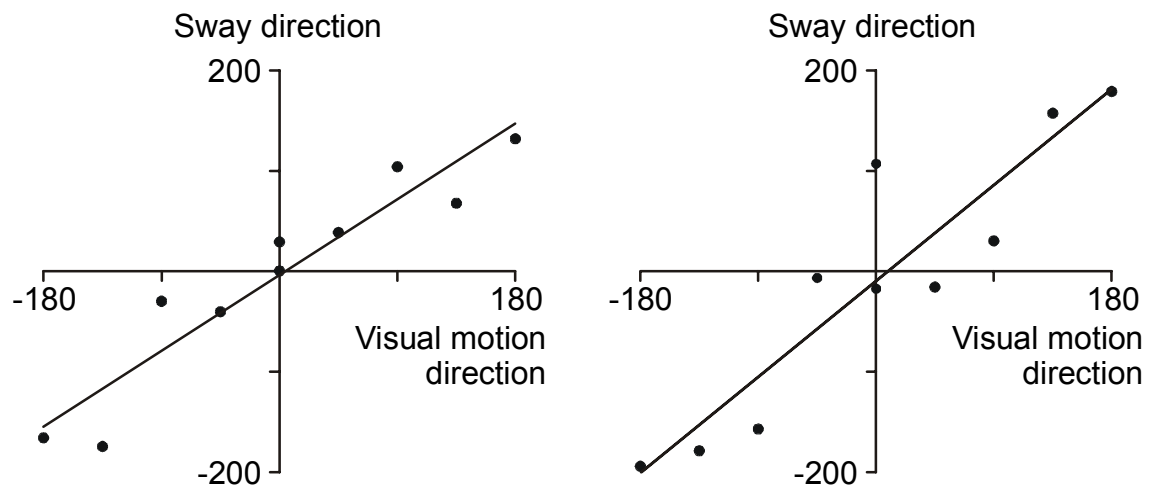 Sway direction
200
-180
180
Visual motion
direction
-200
Sway direction
200
-180
180
Visual motion
direction
-200